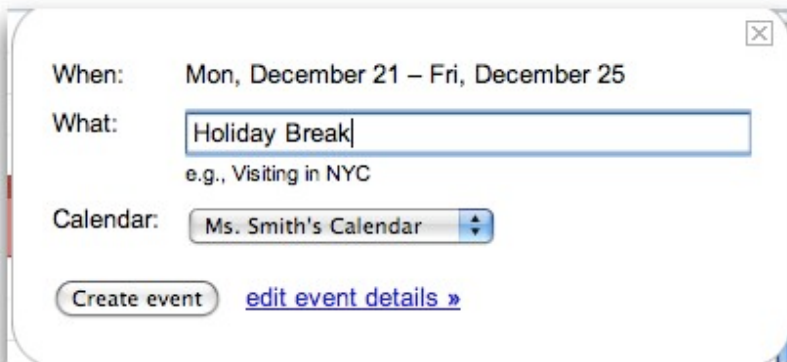 When: Mon, December 21 – Fri, December 25
What: Holiday Break
e.g., Visiting in NYC
Calendar: Ms. Smith's Calendar
Create event edit event details »